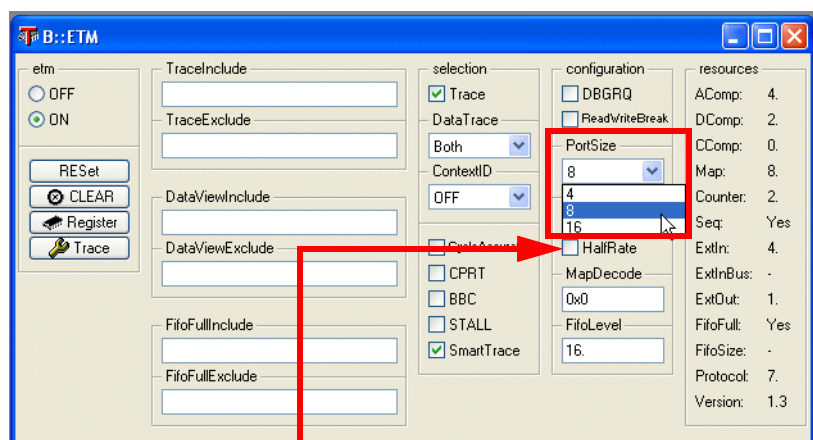 B::ETM
etm
OFF
ON
RESet
CLEAR
Register
Trace
TraceInclude
TraceExclude
DataViewInclude
DataViewExclude
FifoFullInclude
FifoFullExclude
selection
Trace
DataTrace
Both
ContextID
OFF
CPRT
BBC
STALL
SmartTrace
configuration
DBGRQ
ReadWriteBreak
PortSize
8
4
8
16
HalfRate
MapDecode
0x0
FifoLevel
16.
resources
AComp: 4.
DComp: 2.
CComp: 0.
Map: 8.
Counter: 2.
Seq: Yes
ExtIn: 4.
ExtInBus: -
ExtOut: 1.
FifoFull: Yes
FifoSize: -
Protocol: 7.
Version: 1.3